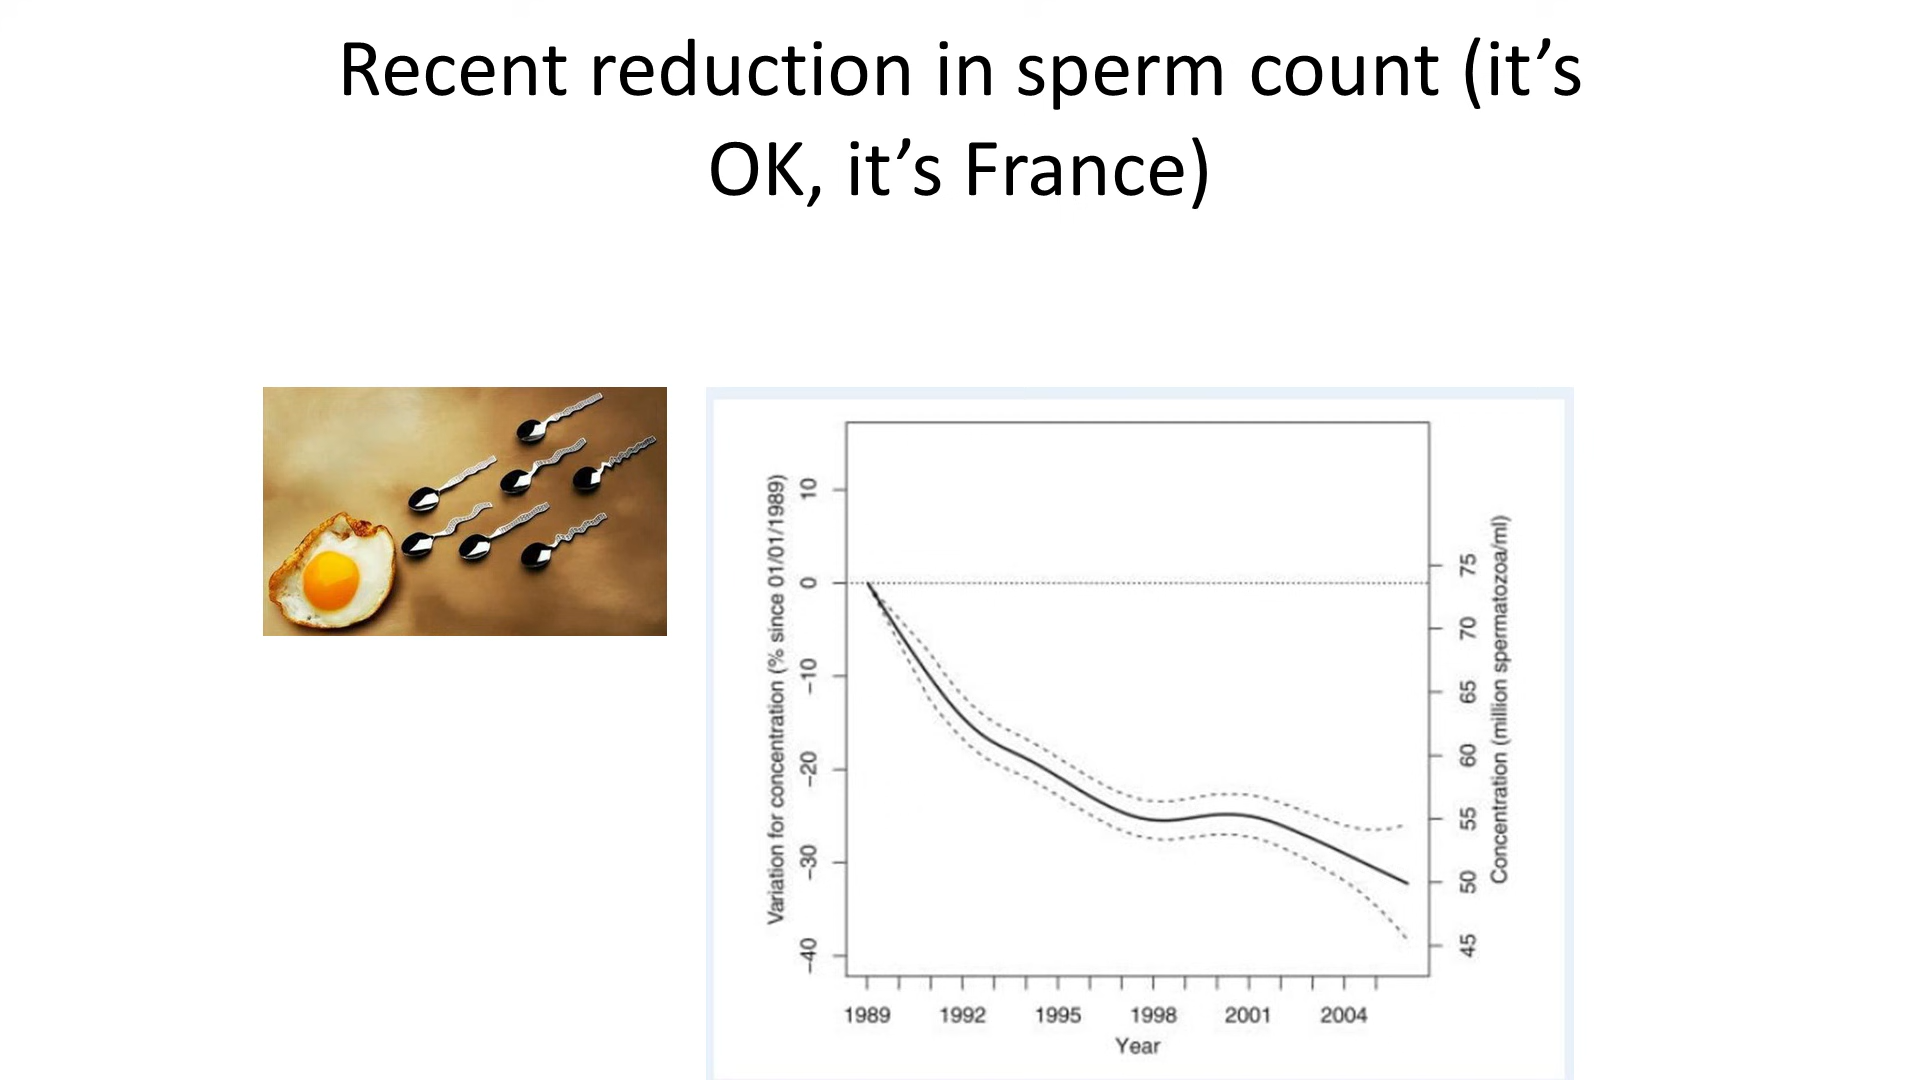 Recent reduction in sperm count (it’s
OK, it’s France)
Variation for concentration (% since 01/01/1989)
10
0
−10
−20
−30
−40
75
70
65
60
55
50
45
Concentration (million spermatozoa/ml)
1989 1992 1995 1998 2001 2004
Year